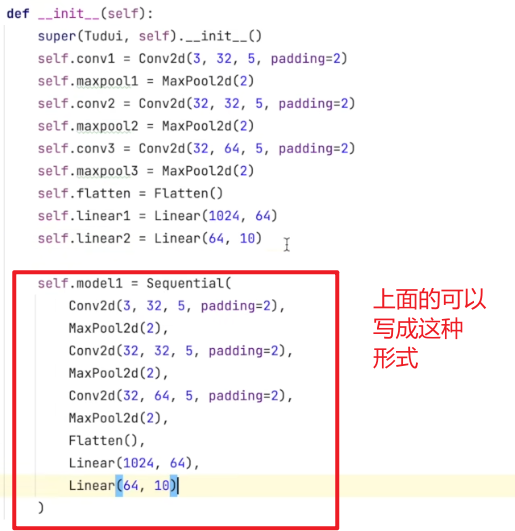 def __init__(self):
    super(Tudui, self).__init__()
    self.conv1 = Conv2d(3, 32, 5, padding=2)
    self.maxpool1 = MaxPool2d(2)
    self.conv2 = Conv2d(32, 32, 5, padding=2)
    self.maxpool2 = MaxPool2d(2)
    self.conv3 = Conv2d(32, 64, 5, padding=2)
    self.maxpool3 = MaxPool2d(2)
    self.flatten = Flatten()
    self.linear1 = Linear(1024, 64)
    self.linear2 = Linear(64, 10)
    self.model1 = Sequential(
        Conv2d(3, 32, 5, padding=2),
        MaxPool2d(2),
        Conv2d(32, 32, 5, padding=2),
        MaxPool2d(2),
        Conv2d(32, 64, 5, padding=2),
        MaxPool2d(2),
        Flatten(),
        Linear(1024, 64),
        Linear(64, 10)
    )
上面的可以
写成这种
形式